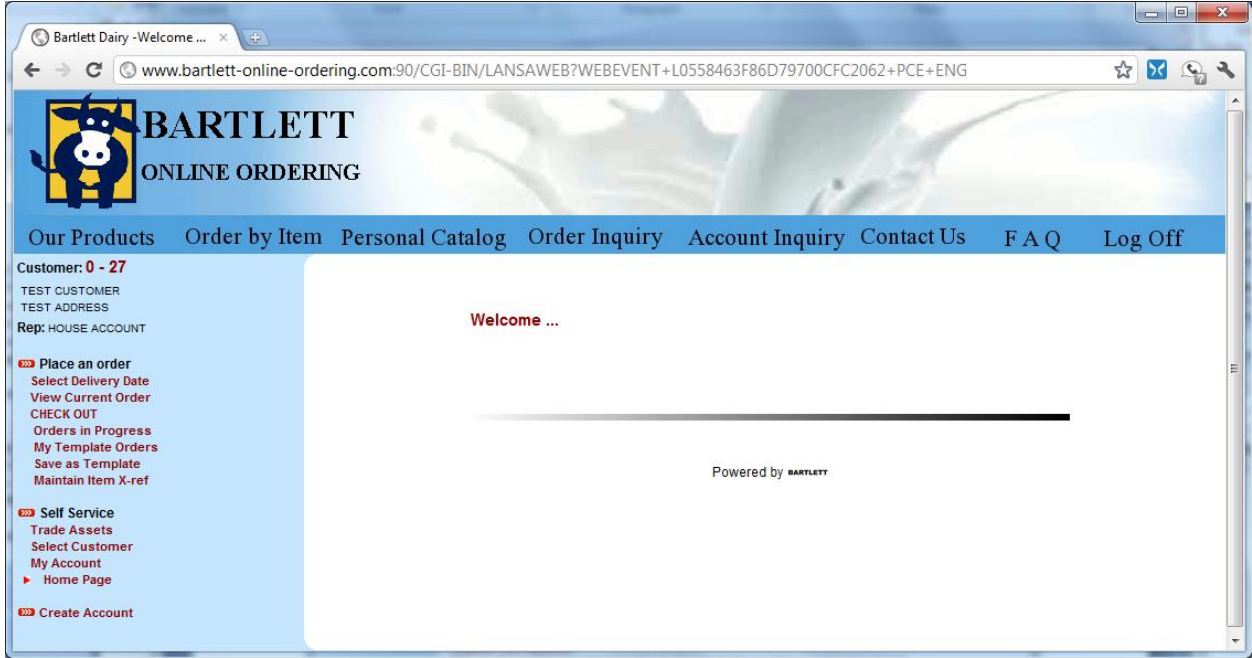 Bartlett Dairy -Welcome ...
www.bartlett-online-ordering.com:90/CGI-BIN/LANSAWEB?WEBEVENT+L0558463F86D79700CFC2062+PCE+ENG
BARTLETT
ONLINE ORDERING
Our Products Order by Item Personal Catalog Order Inquiry Account Inquiry Contact Us F A Q Log Off
Customer: 0 - 27
TEST CUSTOMER
TEST ADDRESS
Rep: HOUSE ACCOUNT
Place an order
Select Delivery Date
View Current Order
CHECK OUT
Orders in Progress
My Template Orders
Save as Template
Maintain Item X-ref
Self Service
Trade Assets
Select Customer
My Account
Home Page
Create Account
Welcome ...
Powered by BARTLETT